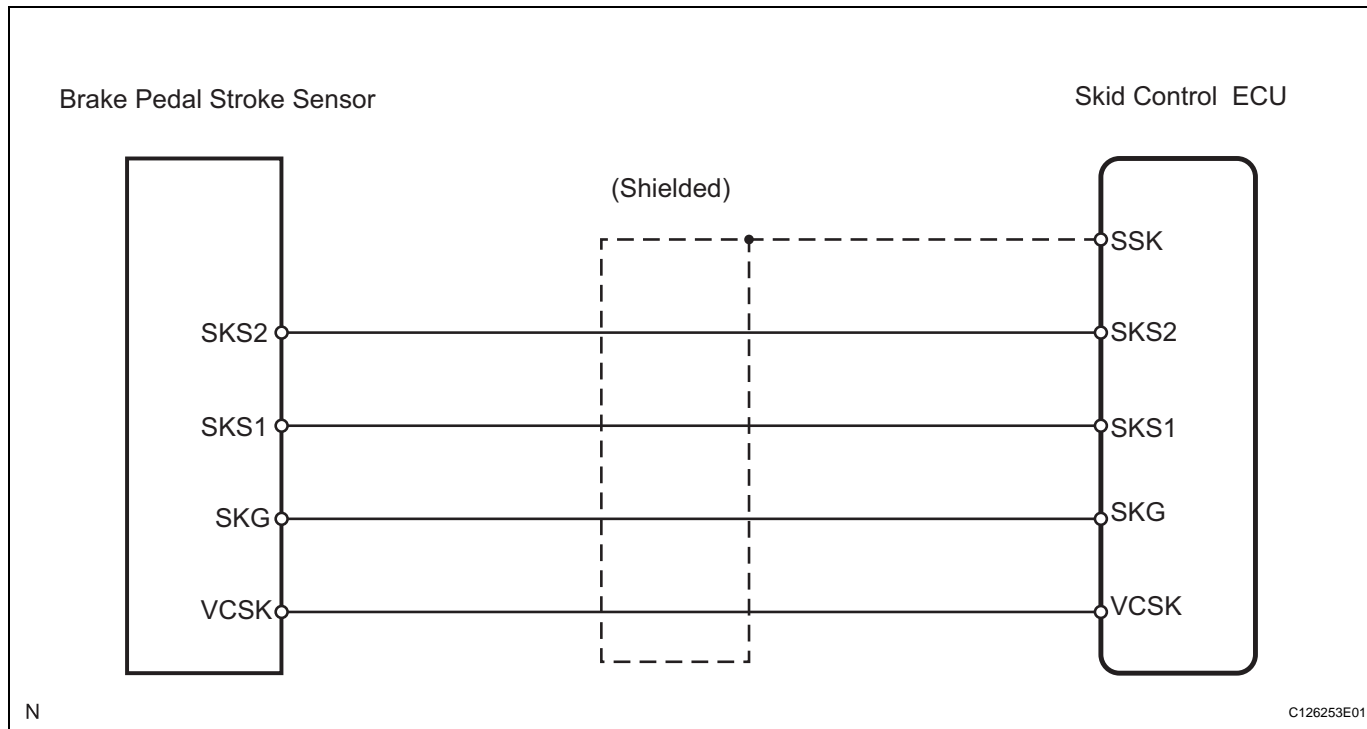 Brake Pedal Stroke Sensor
Skid Control ECU
(Shielded)
SSK
SKS2
SKS2
SKS1
SKS1
SKG
SKG
VCSK
VCSK
N
C126253E01